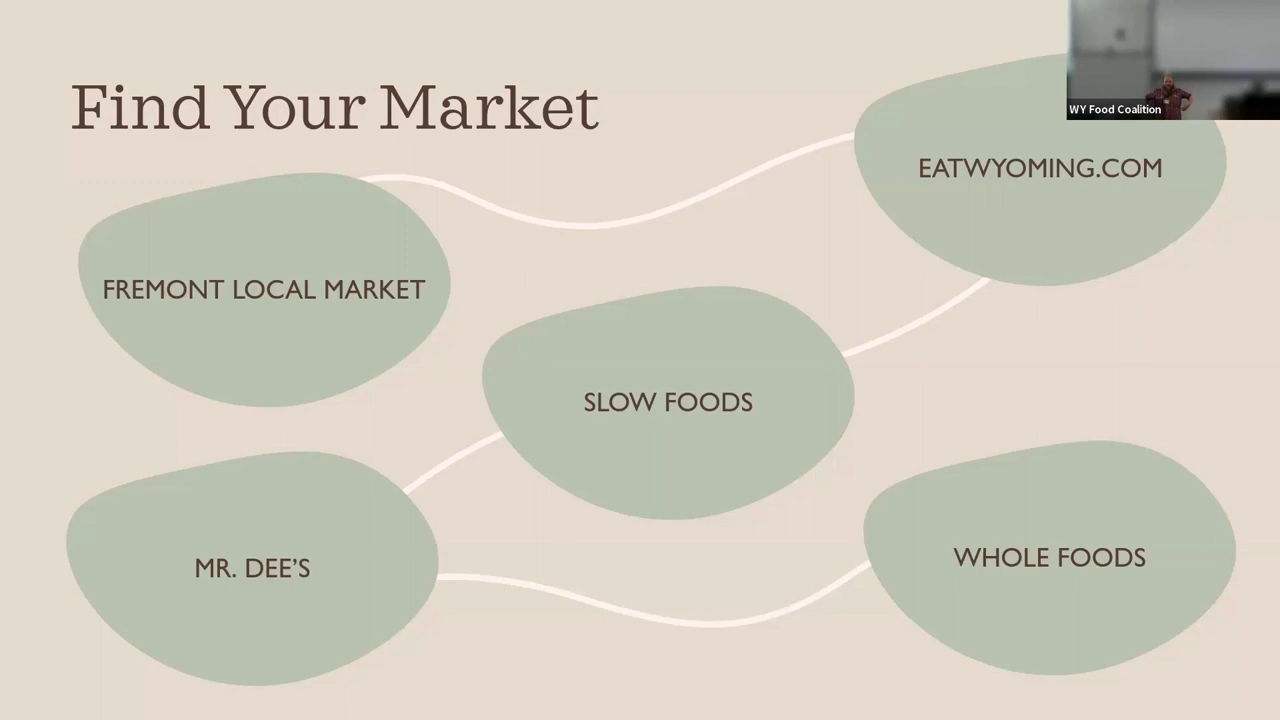 Find Your Market
WY Food Coalition
EATWYOMING.COM
FREMONT LOCAL MARKET
SLOW FOODS
MR. DEE’S
WHOLE FOODS